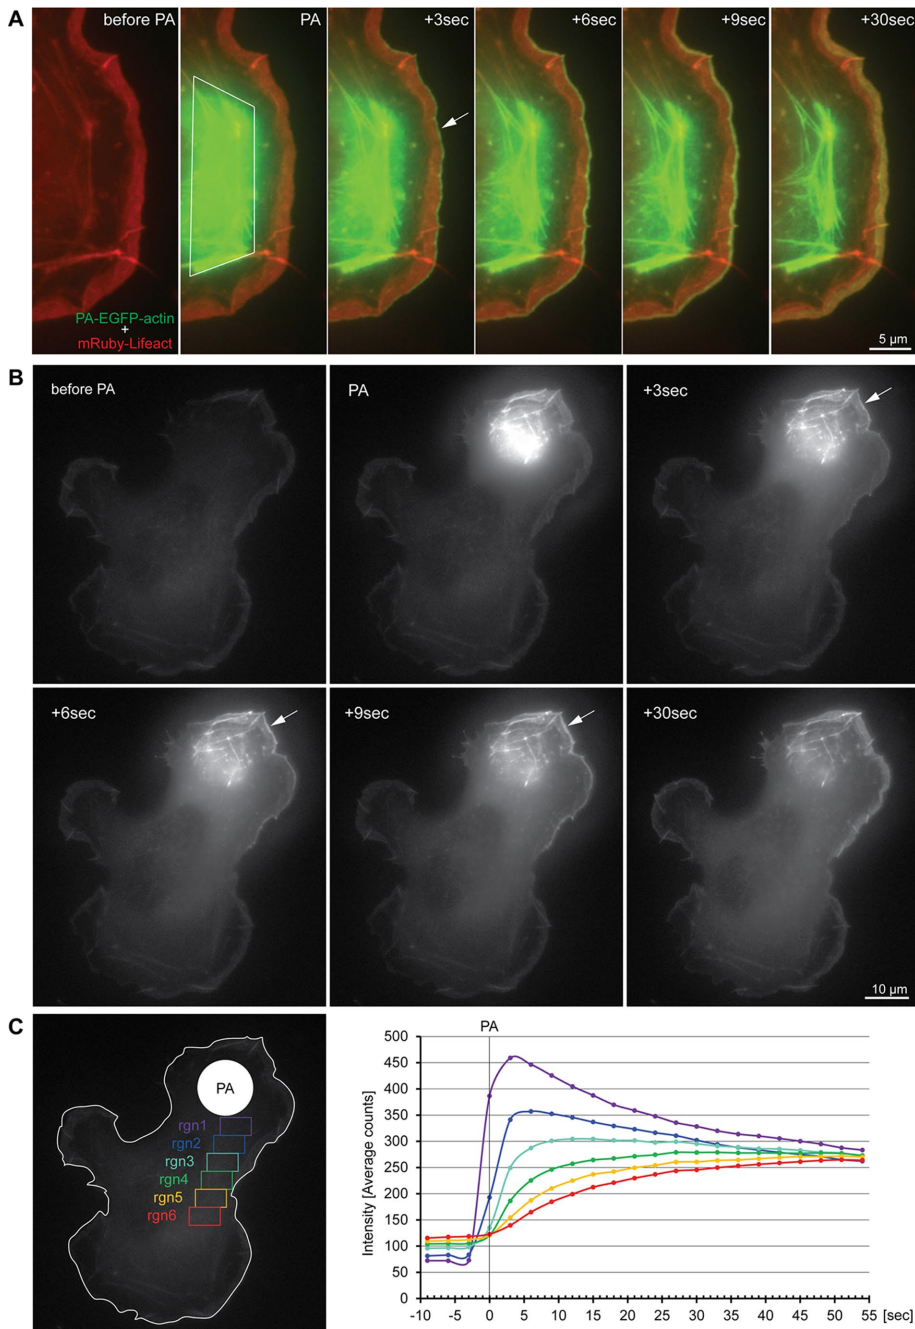 A
before PA
PA
+3sec
+6sec
+9sec
+30sec
PA-EGFP-actin
+
mRuby-Lifeact
5 µm
B
before PA
PA
+3sec
+6sec
+9sec
+30sec
10 µm
C
PA
rgn1
rgn2
rgn3
rgn4
rgn5
rgn6
PA
Intensity [Average counts]
500
450
400
350
300
250
200
150
100
50
0
-10 -5 0 5 10 15 20 25 30 35 40 45 50 55 [sec]